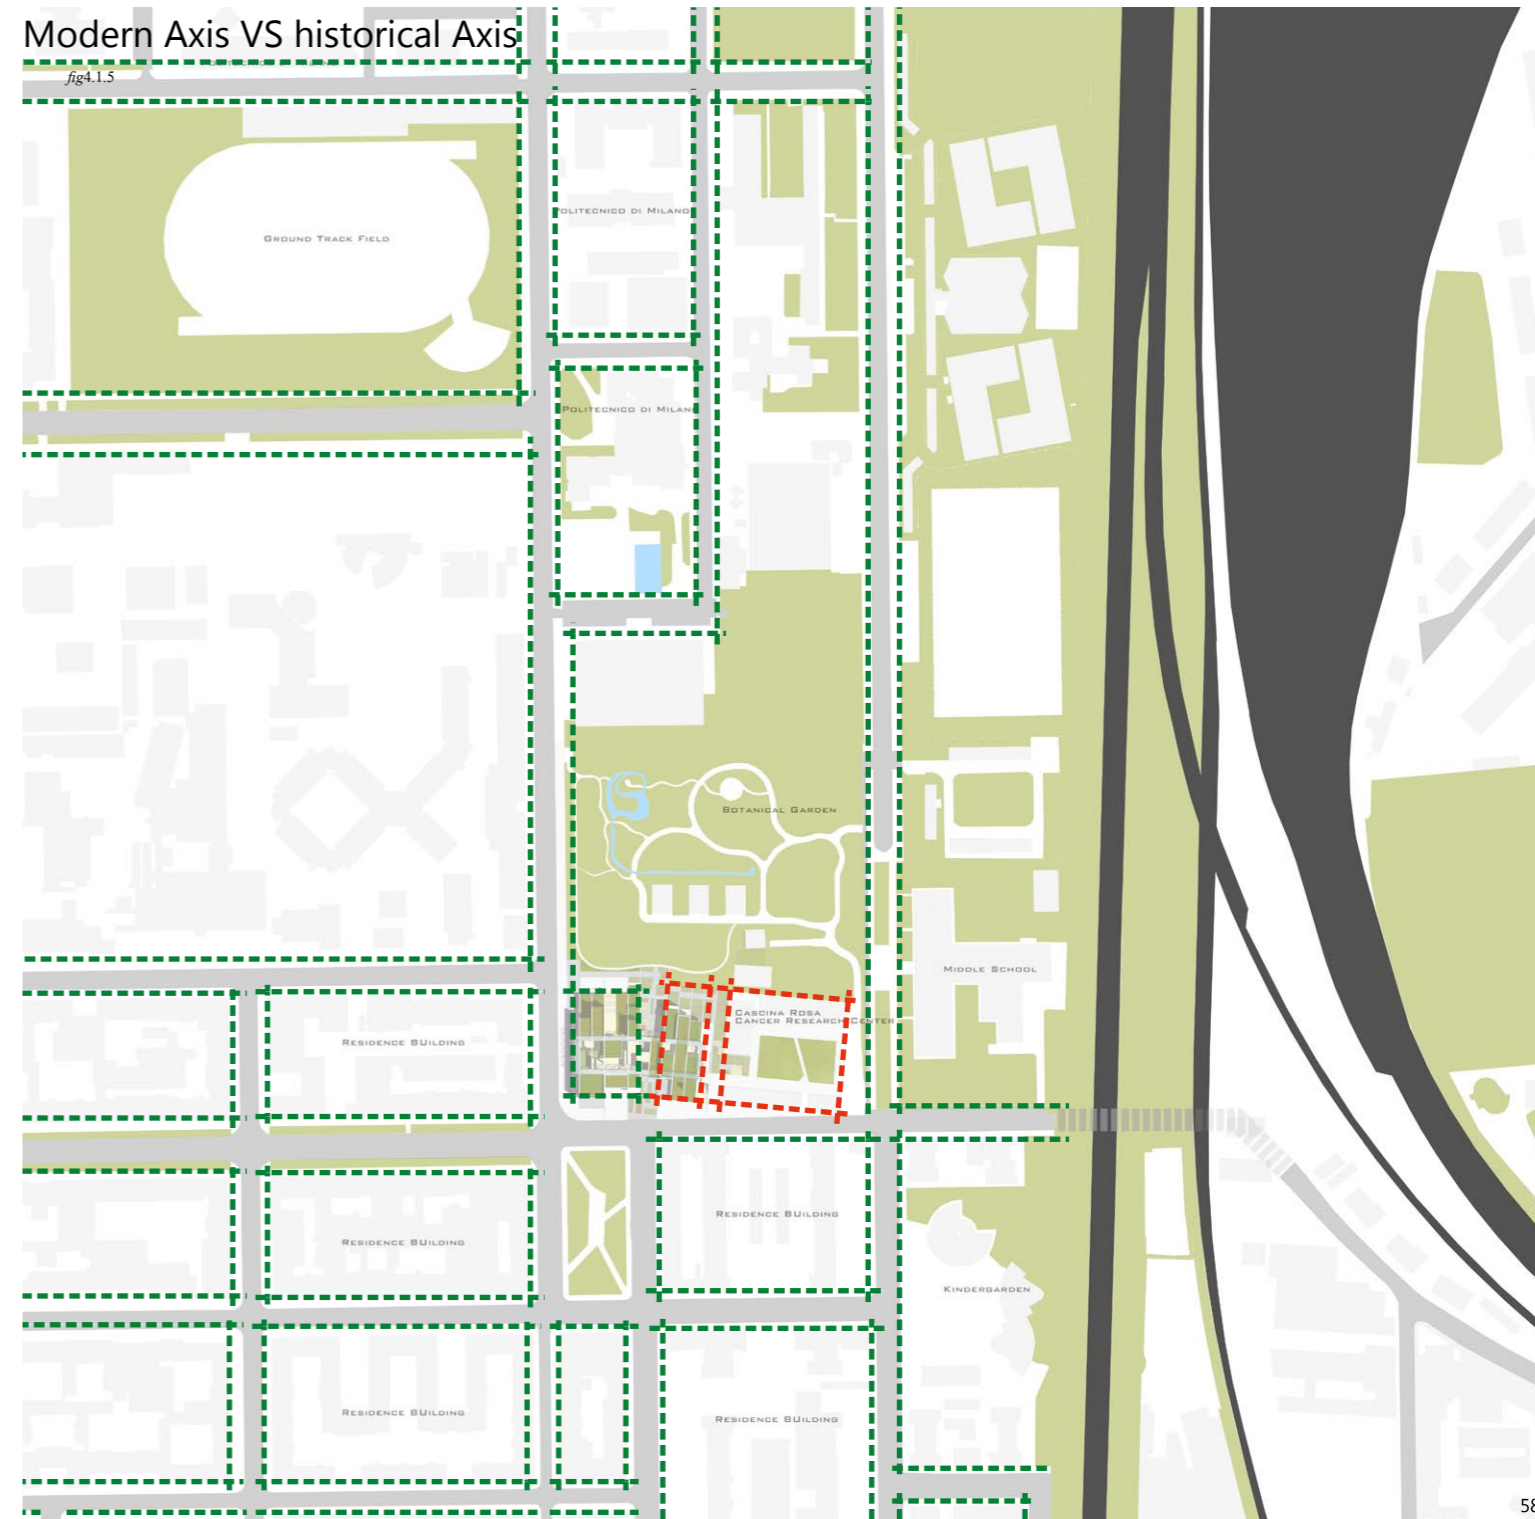 Modern Axis VS historical Axis
fig4.1.5
GROUND TRACK FIELD
POLITECNICO DI MILANO
POLITECNICO DI MILANO
BOTANICAL GARDEN
MIDDLE SCHOOL
CASCINA ROSA
CANCER RESEARCH CENTER
RESIDENCE BUILDING
RESIDENCE BUILDING
RESIDENCE BUILDING
KINDERGARDEN
RESIDENCE BUILDING
RESIDENCE BUILDING
58